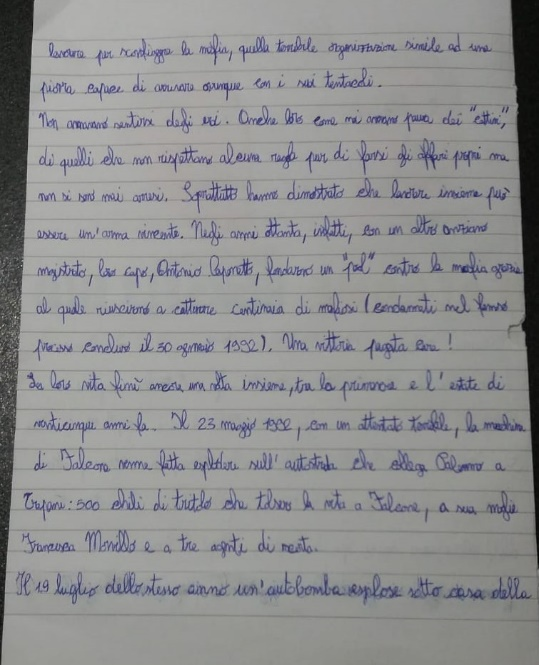 lavorare per sconfiggere la mafia, quella terribile organizzazione simile ad una
piovra capace di arrivare ovunque con i suoi tentacoli.
Non amavano sentirsi degli eroi. Anche loro come noi avevano paura dei "cattivi",
di quelli che non rispettano alcuna regola pur di farsi gli affari propri ma
non si sono mai arresi. Soprattutto hanno dimostrato che lavorare insieme può
essere un'arma vincente. Negli anni ottanta, infatti, con un altro anziano
magistrato, loro capo, Antonio Caponnetto, fondarono un "pool" contro la mafia grazie
al quale riuscirono a catturare centinaia di mafiosi (condannati nel famoso
processo concluso il 30 gennaio 1992). Una vittoria pagata cara!
La loro vita finì ancora una volta insieme, tra la primavera e l'estate di
venticinque anni fa. Il 23 maggio 1992, con un attentato terribile, la macchina
di Falcone venne fatta esplodere sull'autostrada che collega Palermo a
Trapani: 500 chili di tritolo che tolsero la vita a Falcone, a sua moglie
Francesca Morvillo e a tre agenti di scorta.
Il 19 luglio dello stesso anno un'autobomba esplose sotto casa della